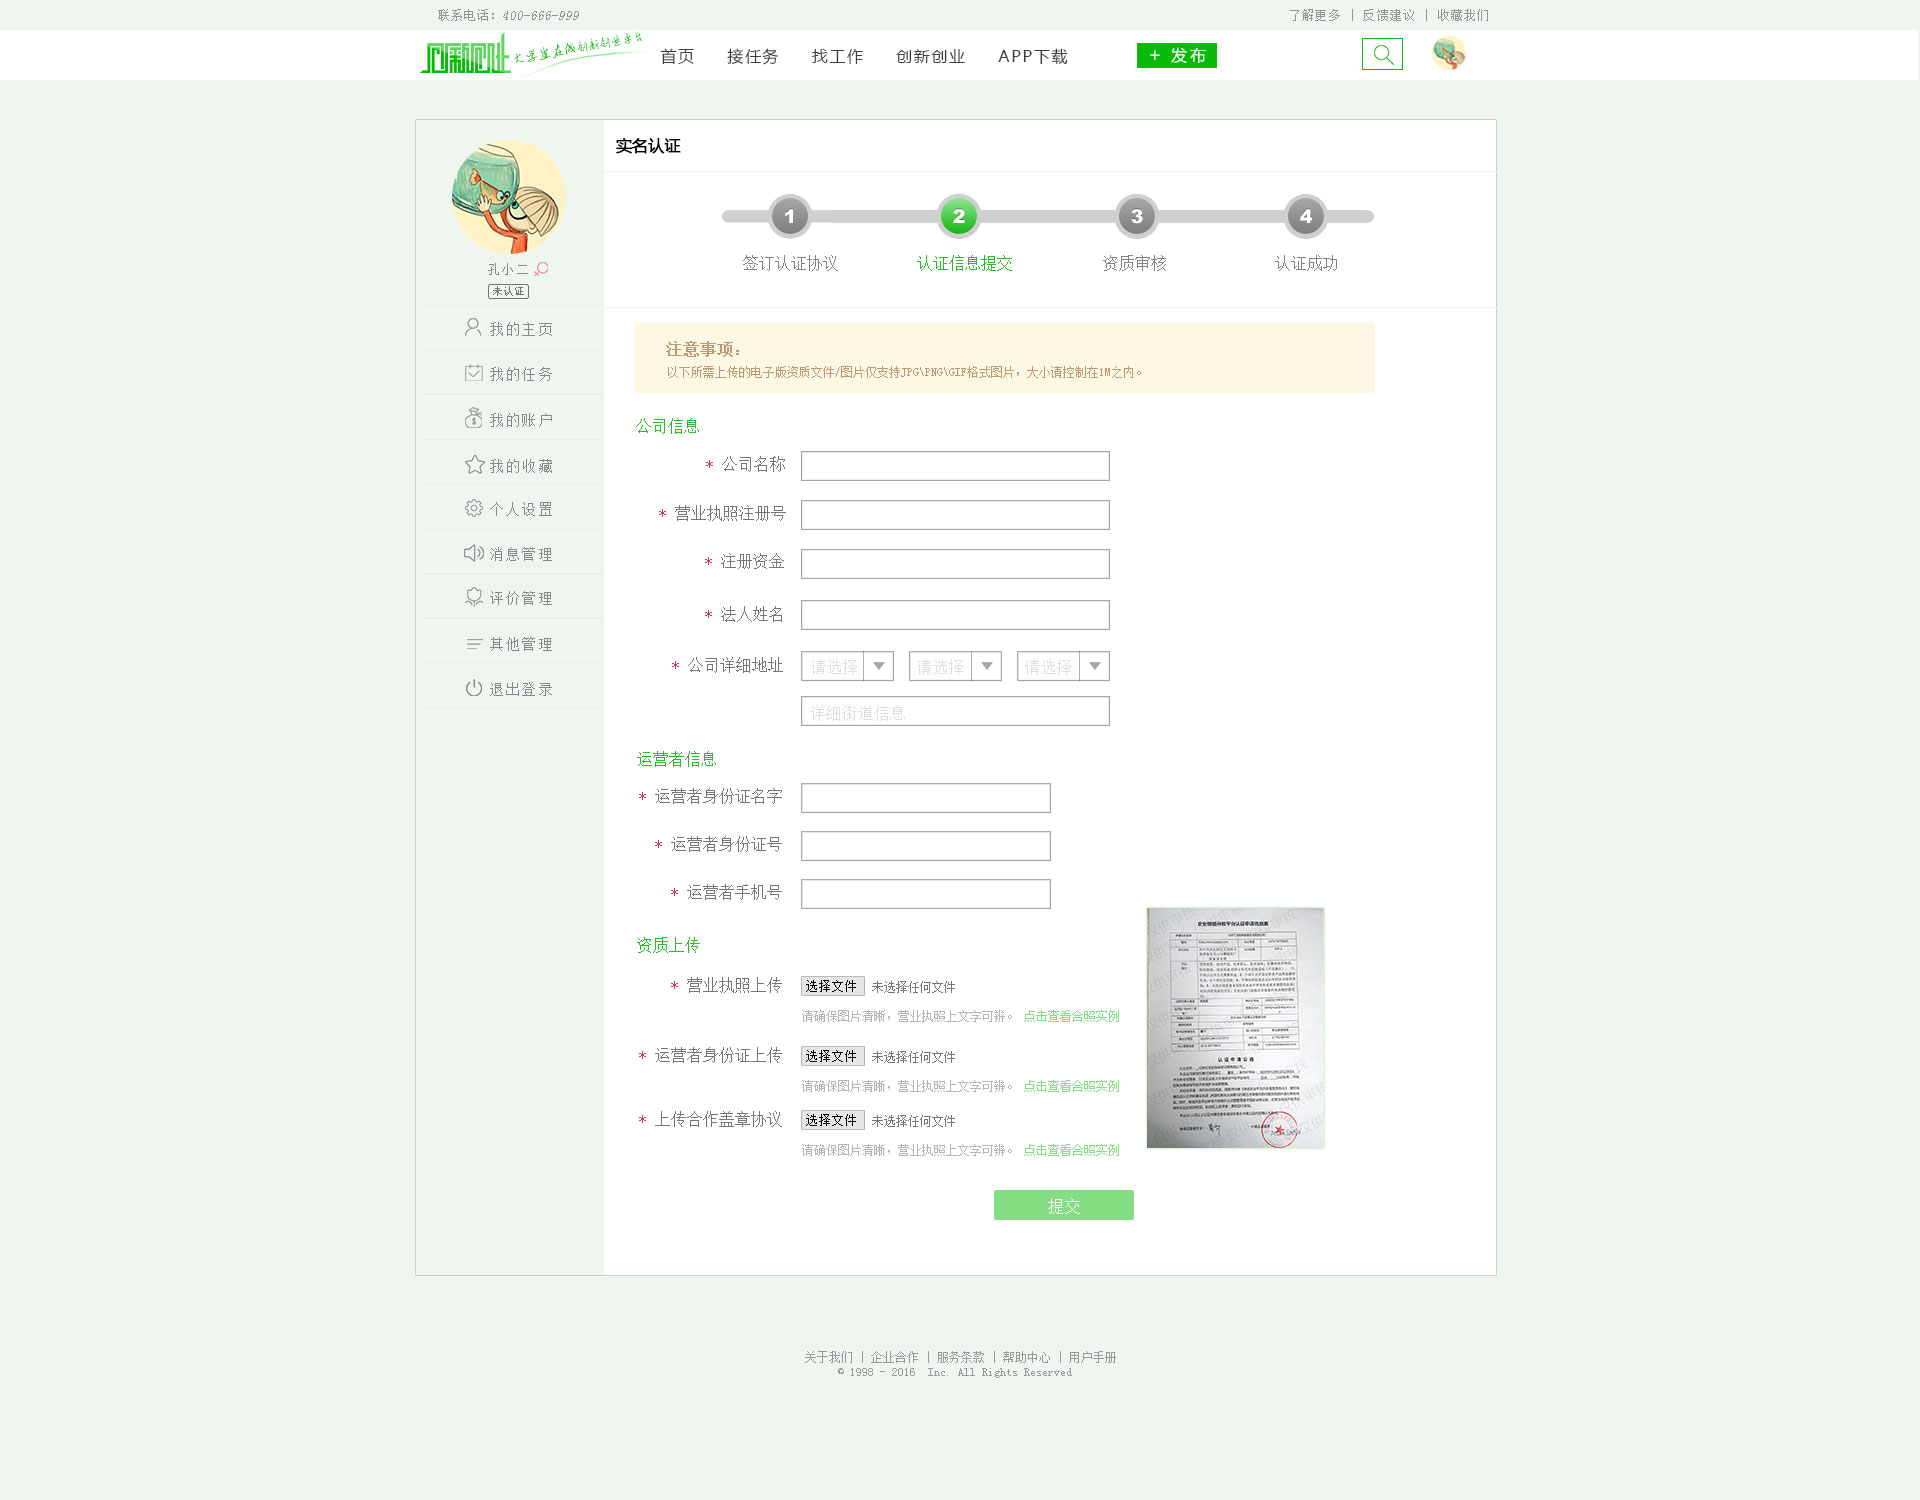 联系电话：400-666-999
了解更多 | 反馈建议 | 收藏我们
大学生在线创新创业平台
首页 接任务 找工作 创新创业 APP下载
+ 发布
孔小二
未认证
我的主页
我的任务
我的账户
我的收藏
个人设置
消息管理
评价管理
其他管理
退出登录
实名认证
1 2 3 4
签订认证协议 认证信息提交 资质审核 认证成功
注意事项：
以下所需上传的电子版资质文件/图片仅支持JPG\PNG\GIF格式图片，大小请控制在1M之内。
公司信息
* 公司名称
* 营业执照注册号
* 注册资金
* 法人姓名
* 公司详细地址 请选择 请选择 请选择
详细街道信息
运营者信息
* 运营者身份证名字
* 运营者身份证号
* 运营者手机号
资质上传
* 营业执照上传 选择文件 未选择任何文件
请确保图片清晰，营业执照上文字可辨。 点击查看合照实例
* 运营者身份证上传 选择文件 未选择任何文件
请确保图片清晰，营业执照上文字可辨。 点击查看合照实例
* 上传合作盖章协议 选择文件 未选择任何文件
请确保图片清晰，营业执照上文字可辨。 点击查看合照实例
认证申请公函
提交
关于我们 | 企业合作 | 服务条款 | 帮助中心 | 用户手册
© 1998 - 2016 Inc. All Rights Reserved